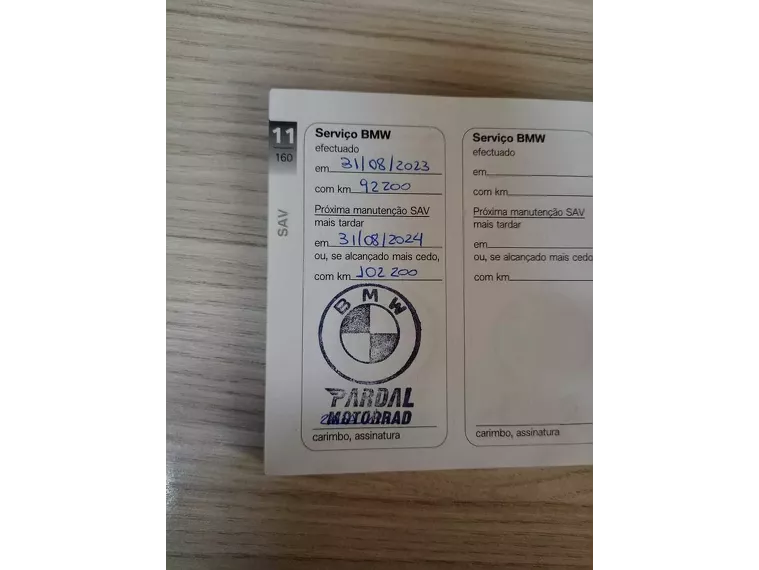 11
160
SAV
Serviço BMW
efectuado
em 31/08/2023
com km 92200
Próxima manutenção SAV
mais tardar
em 31/08/2024
ou, se alcançado mais cedo,
com km 102 200
BMW
PARDAL
MOTORRAD
carimbo, assinatura
Serviço BMW
efectuado
em
com km
Próxima manutenção SAV
mais tardar
em
ou, se alcançado mais cedo
com km
carimbo, assinatura